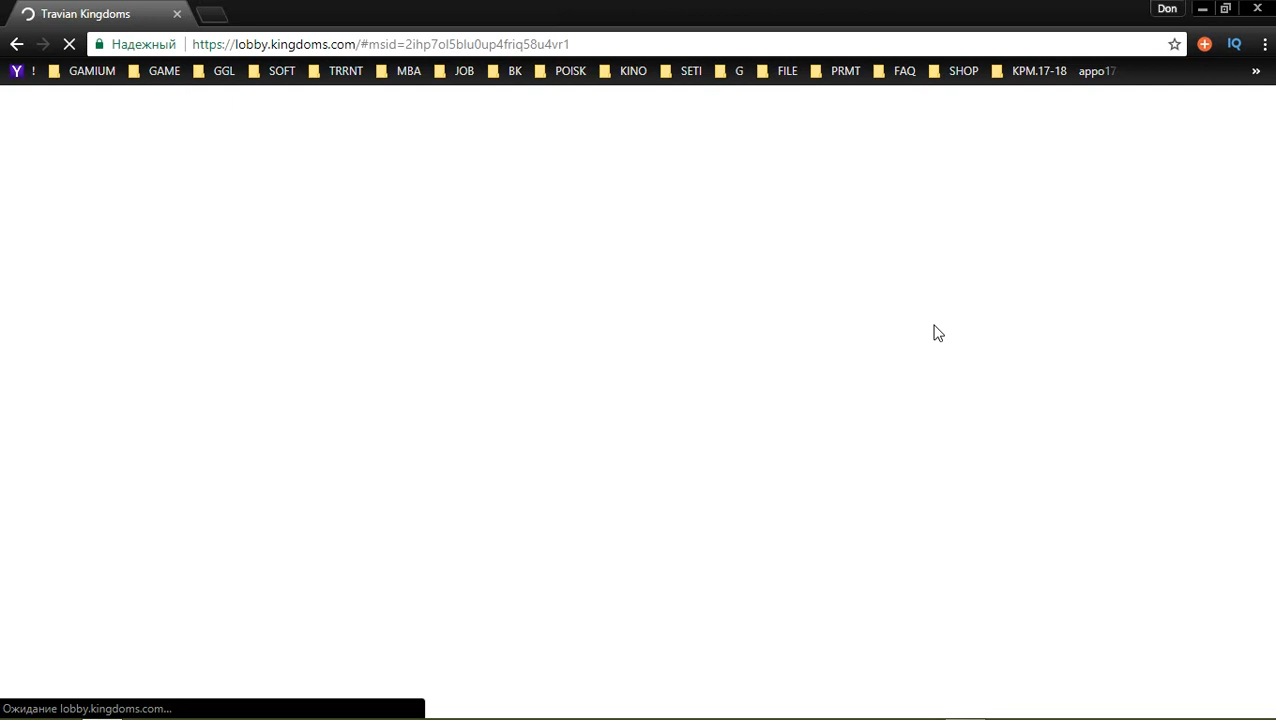 Travian Kingdoms
Don
Надежный https://lobby.kingdoms.com/#msid=2ihp7ol5blu0up4friq58u4vr1
IQ
Y ! GAMIUM GAME GGL SOFT TRRNT MBA JOB BK POISK KINO SETI G FILE PRMT FAQ SHOP KPM.17-18 appo17 »
Ожидание lobby.kingdoms.com...